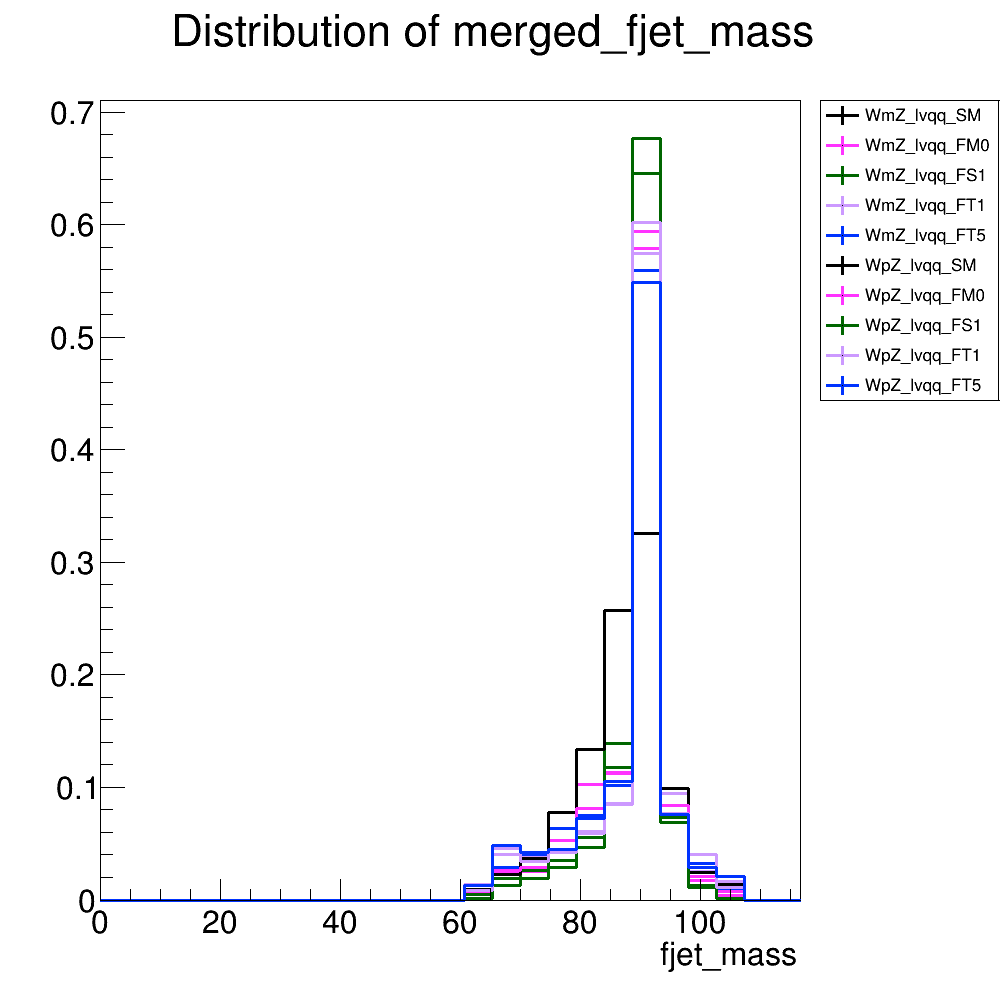 Distribution of merged_fjet_mass
0.7
0.6
0.5
0.4
0.3
0.2
0.1
0
0 20 40 60 80 100
fjet_mass
WmZ_lvqq_SM
WmZ_lvqq_FM0
WmZ_lvqq_FS1
WmZ_lvqq_FT1
WmZ_lvqq_FT5
WpZ_lvqq_SM
WpZ_lvqq_FM0
WpZ_lvqq_FS1
WpZ_lvqq_FT1
WpZ_lvqq_FT5